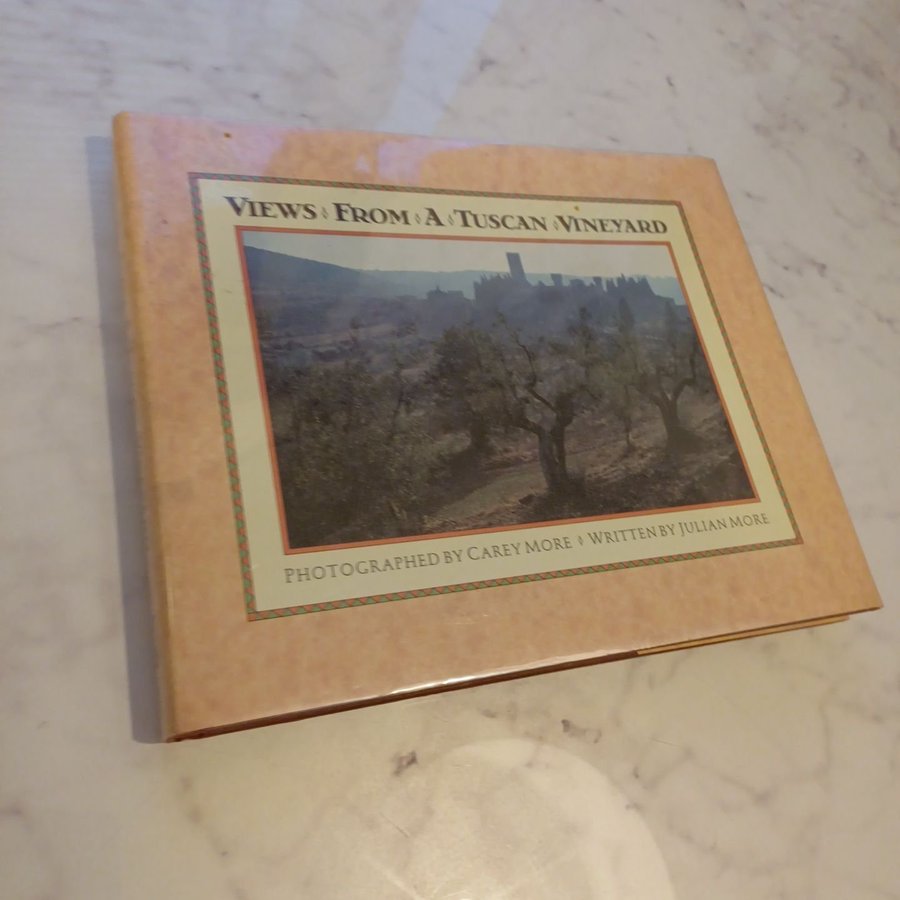 VIEWS ◊ FROM ◊ A ◊ TUSCAN ◊ VINEYARD
PHOTOGRAPHED BY CAREY MORE ◊ WRITTEN BY JULIAN MORE